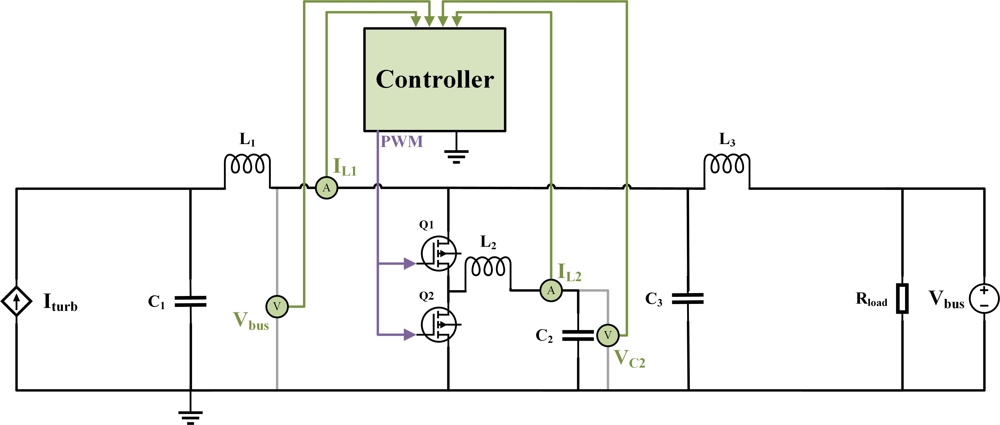 Controller
PWM
L1
L3
IL1
A
Q1
L2
IL2
A
Q2
Iturb
C1
V
Vbus
C2
V
VC2
C3
Rload
Vbus
+
−